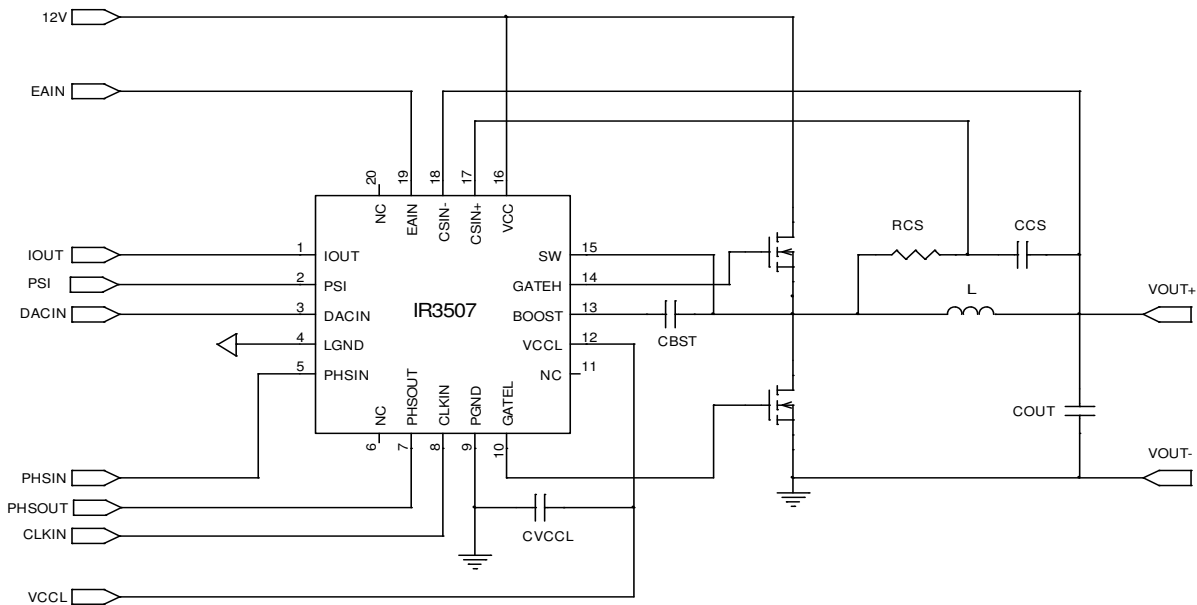 12V
EAIN
20
19
18
17
16
NC
EAIN
CSIN-
CSIN+
VCC
RCS
CCS
IOUT
1
IOUT
SW
15
PSI
2
PSI
GATEH
14
L
VOUT+
DACIN
3
DACIN
IR3507
BOOST
13
CBST
4
LGND
VCCL
12
5
PHSIN
NC
11
NC
PHSOUT
CLKIN
PGND
GATEL
COUT
6
7
8
9
10
VOUT-
PHSIN
PHSOUT
CLKIN
CVCCL
VCCL